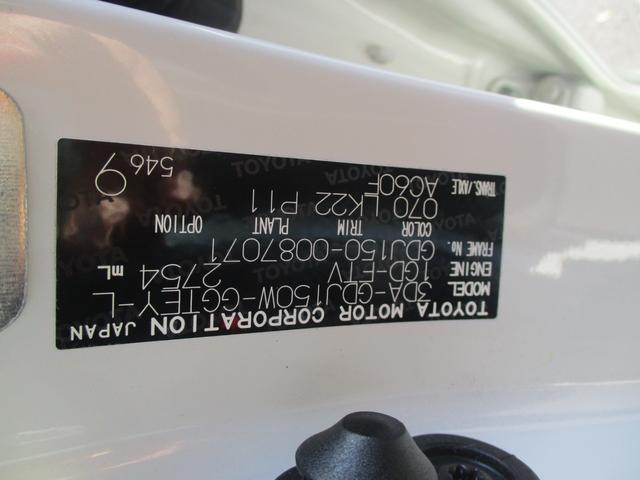 TOYOTA MOTOR CORPORATION JAPAN
MODEL 3DA-GDJ150W-GGTEY-L
ENGINE 1GD-FTV 2754 mL
FRAME NO. GDJ150-0087071
COLOR TRIM PLANT OPTION
070 LK22 P11
TRANS./AXLE
AC60F 546 9